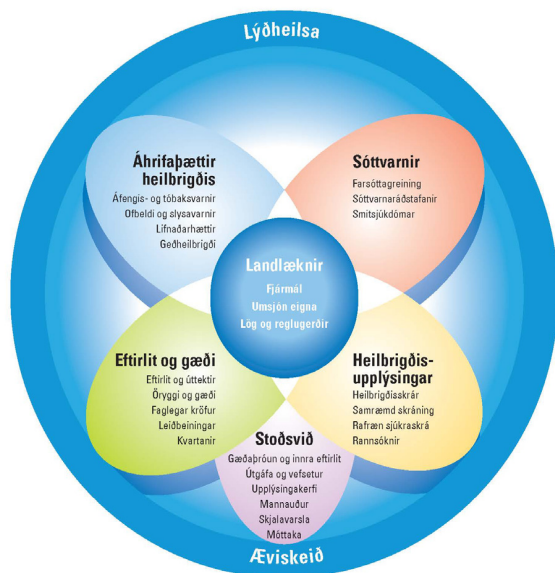 Lýðheilsa
Áhrifaþættir
heilbrigðis
Áfengis- og tóbaksvarnir
Ofbeldi og slysavarnir
Lifnaðarhættir
Geðheilbrigði
Sóttvarnir
Farsóttagreining
Sóttvarnaráðstafanir
Smitsjúkdómar
Landlæknir
Fjármál
Umsjón eigna
Lög og reglugerðir
Eftirlit og gæði
Eftirlit og úttektir
Öryggi og gæði
Faglegar kröfur
Leiðbeiningar
Kvartanir
Heilbrigðis-
upplýsingar
Heilbrigðisskrár
Samræmd skráning
Rafræn sjúkraskrá
Rannsóknir
Stoðsvið
Gæðaþróun og innra eftirlit
Útgáfa og vefsetur
Upplýsingakerfi
Mannauður
Skjalavarsla
Móttaka
Æviskeið